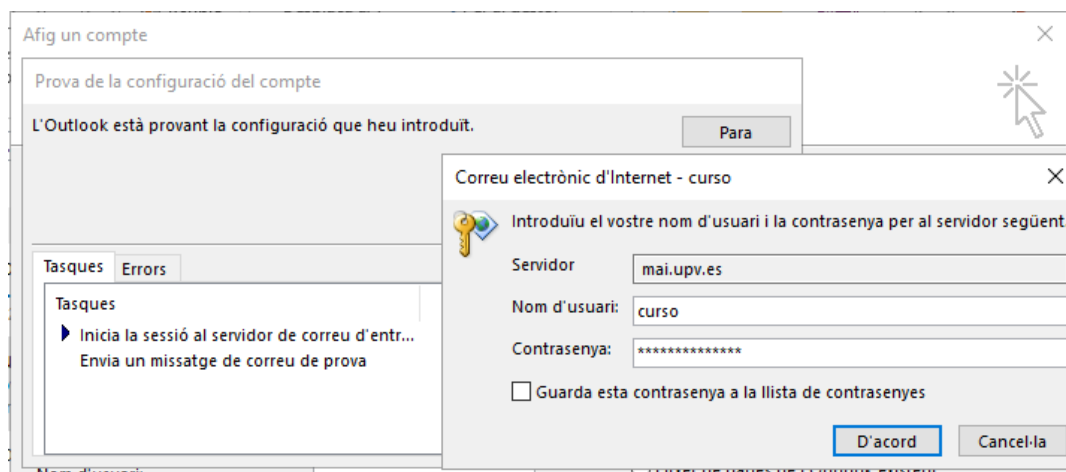 Afig un compte
Prova de la configuració del compte
L'Outlook està provant la configuració que heu introduït.
Para
Correu electrònic d'Internet - curso
Introduïu el vostre nom d'usuari i la contrasenya per al servidor següent.
Servidor
mai.upv.es
Nom d'usuari:
curso
Contrasenya:
**************
Guarda esta contrasenya a la llista de contrasenyes
D'acord
Cancel·la
Tasques
Errors
Tasques
Inicia la sessió al servidor de correu d'entr...
Envia un missatge de correu de prova
Nom d'usuari: